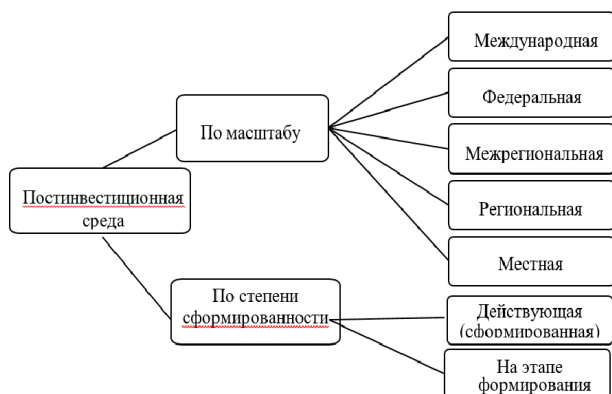 Постинвестиционная
среда
По масштабу
Международная
Федеральная
Межрегиональная
Региональная
Местная
По степени
сформированности
Действующая
(сформированная)
На этапе
формирования